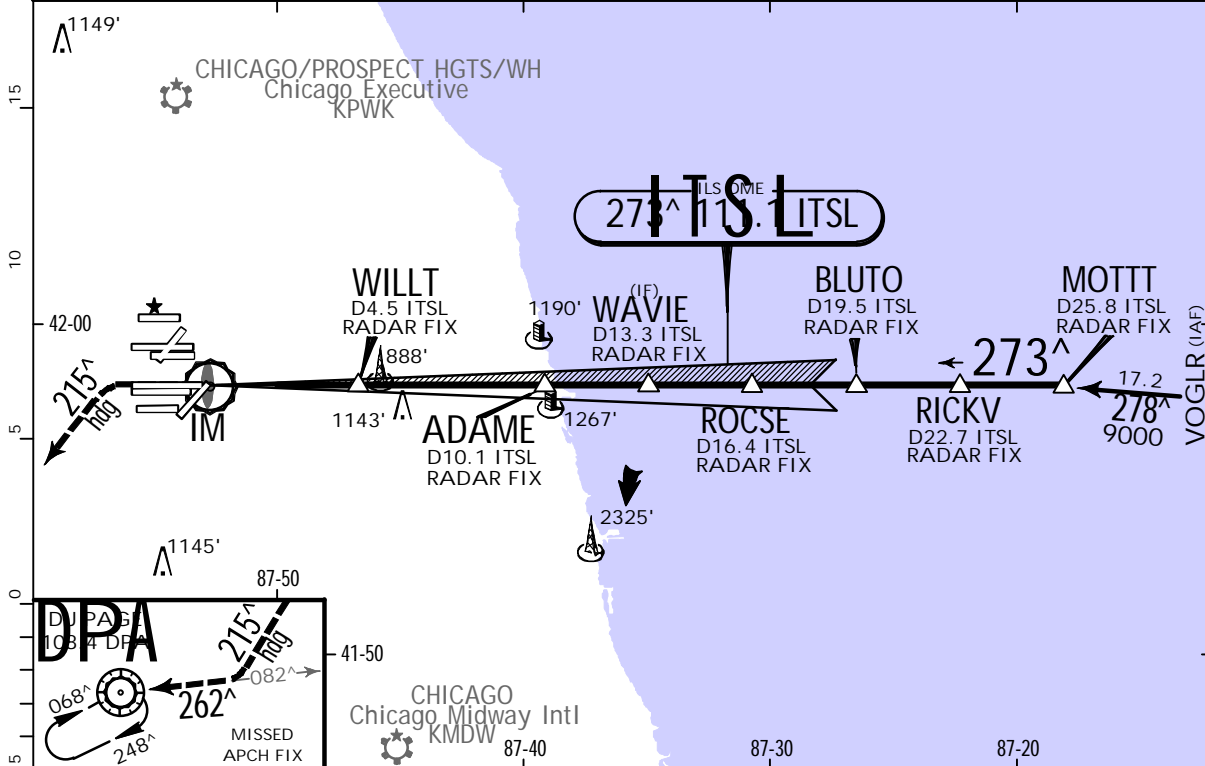 1149'
CHICAGO/PROSPECT HGTS/WH
Chicago Executive
KPWK
15
ITSL
ILS DME
273^ 111.1 ITSL
10
42-00
WILLT
D4.5 ITSL
RADAR FIX
1190'
(IF)
WAVIE
D13.3 ITSL
RADAR FIX
BLUTO
D19.5 ITSL
RADAR FIX
MOTTT
D25.8 ITSL
RADAR FIX
888'
273^
215^
hdg
17.2
278^
9000
VOGLR (IAF)
IM
1143'
ADAME
D10.1 ITSL
RADAR FIX
1267'
ROCSE
D16.4 ITSL
RADAR FIX
RICKV
D22.7 ITSL
RADAR FIX
5
2325'
1145'
87-50
0
DPA
DU PAGE
108.4 DPA
215^
hdg
41-50
082^
068^
262^
248^
MISSED
APCH FIX
CHICAGO
Chicago Midway Intl
KMDW
87-40
87-30
87-20
5